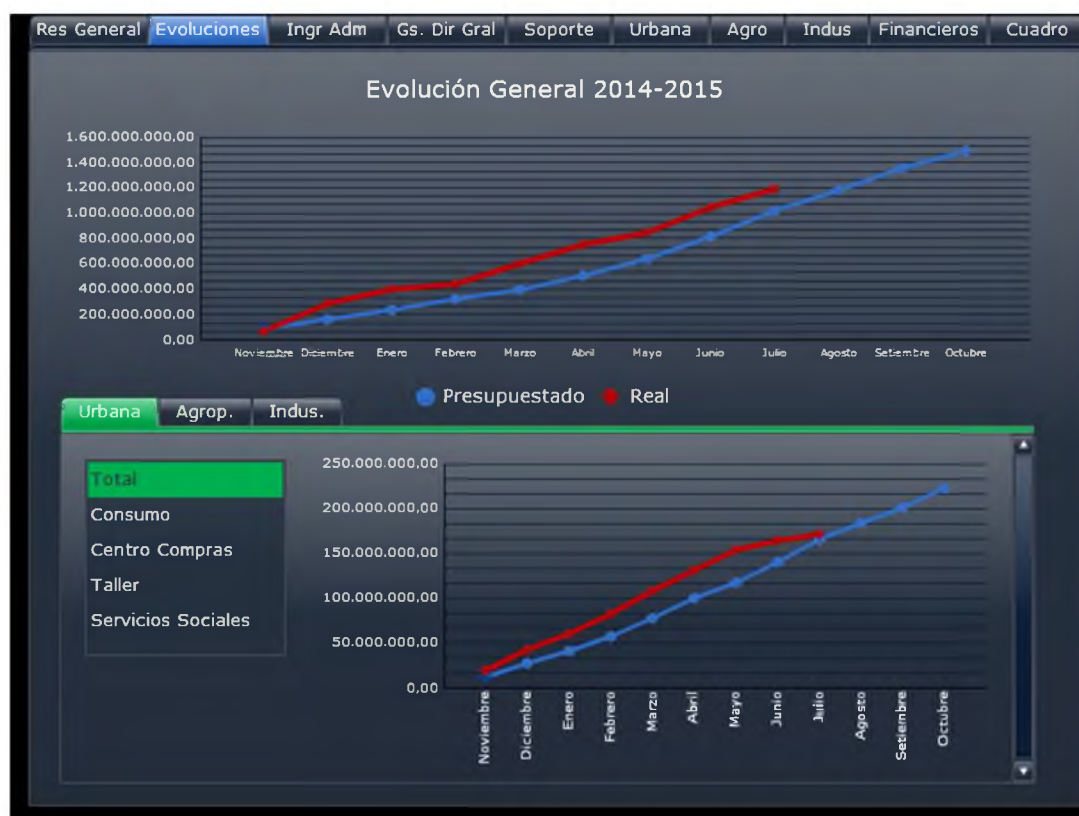 Res General Evoluciones Ingr Adm Gs. Dir Gral Soporte Urbana Agro Indus Financieros Cuadro
Evolución General 2014-2015
1.600.000.000,00
1.400.000.000,00
1.200.000.000,00
1.000.000.000,00
800.000.000,00
600.000.000,00
400.000.000,00
200.000.000,00
0,00
Noviembre Diciembre Enero Febrero Marzo Abril Mayo Junio Julio Agosto Setiembre Octubre
Presupuestado Real
Urbana Agrop. Indus.
Total
Consumo
Centro Compras
Taller
Servicios Sociales
250.000.000,00
200.000.000,00
150.000.000,00
100.000.000,00
50.000.000,00
0,00
Noviembre Diciembre Enero Febrero Marzo Abril Mayo Junio Julio Agosto Setiembre Octubre